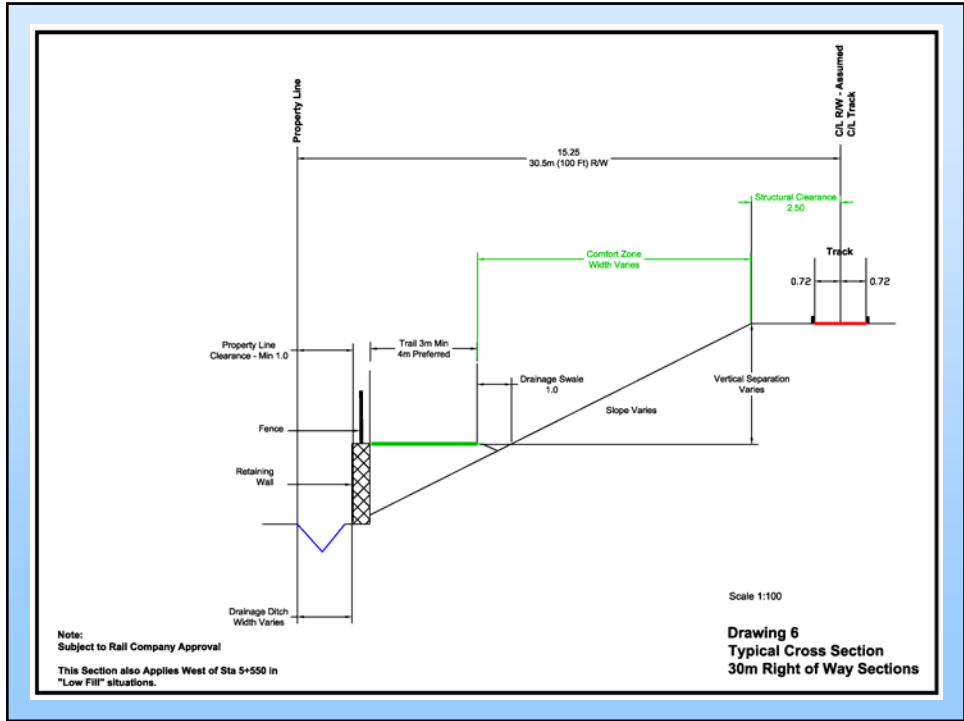 Property Line
C/L R/W - Assumed
C/L Track
15.25
30.5m (100 Ft) R/W
Structural Clearance
2.50
Comfort Zone
Width Varies
Track
0.72
0.72
Property Line
Clearance - Min 1.0
Trail 3m Min
4m Preferred
Drainage Swale
1.0
Vertical Separation
Varies
Slope Varies
Fence
Retaining
Wall
Drainage Ditch
Width Varies
Scale 1:100
Note:
Subject to Rail Company Approval
This Section also Applies West of Sta 5+550 in
"Low Fill" situations.
Drawing 6
Typical Cross Section
30m Right of Way Sections